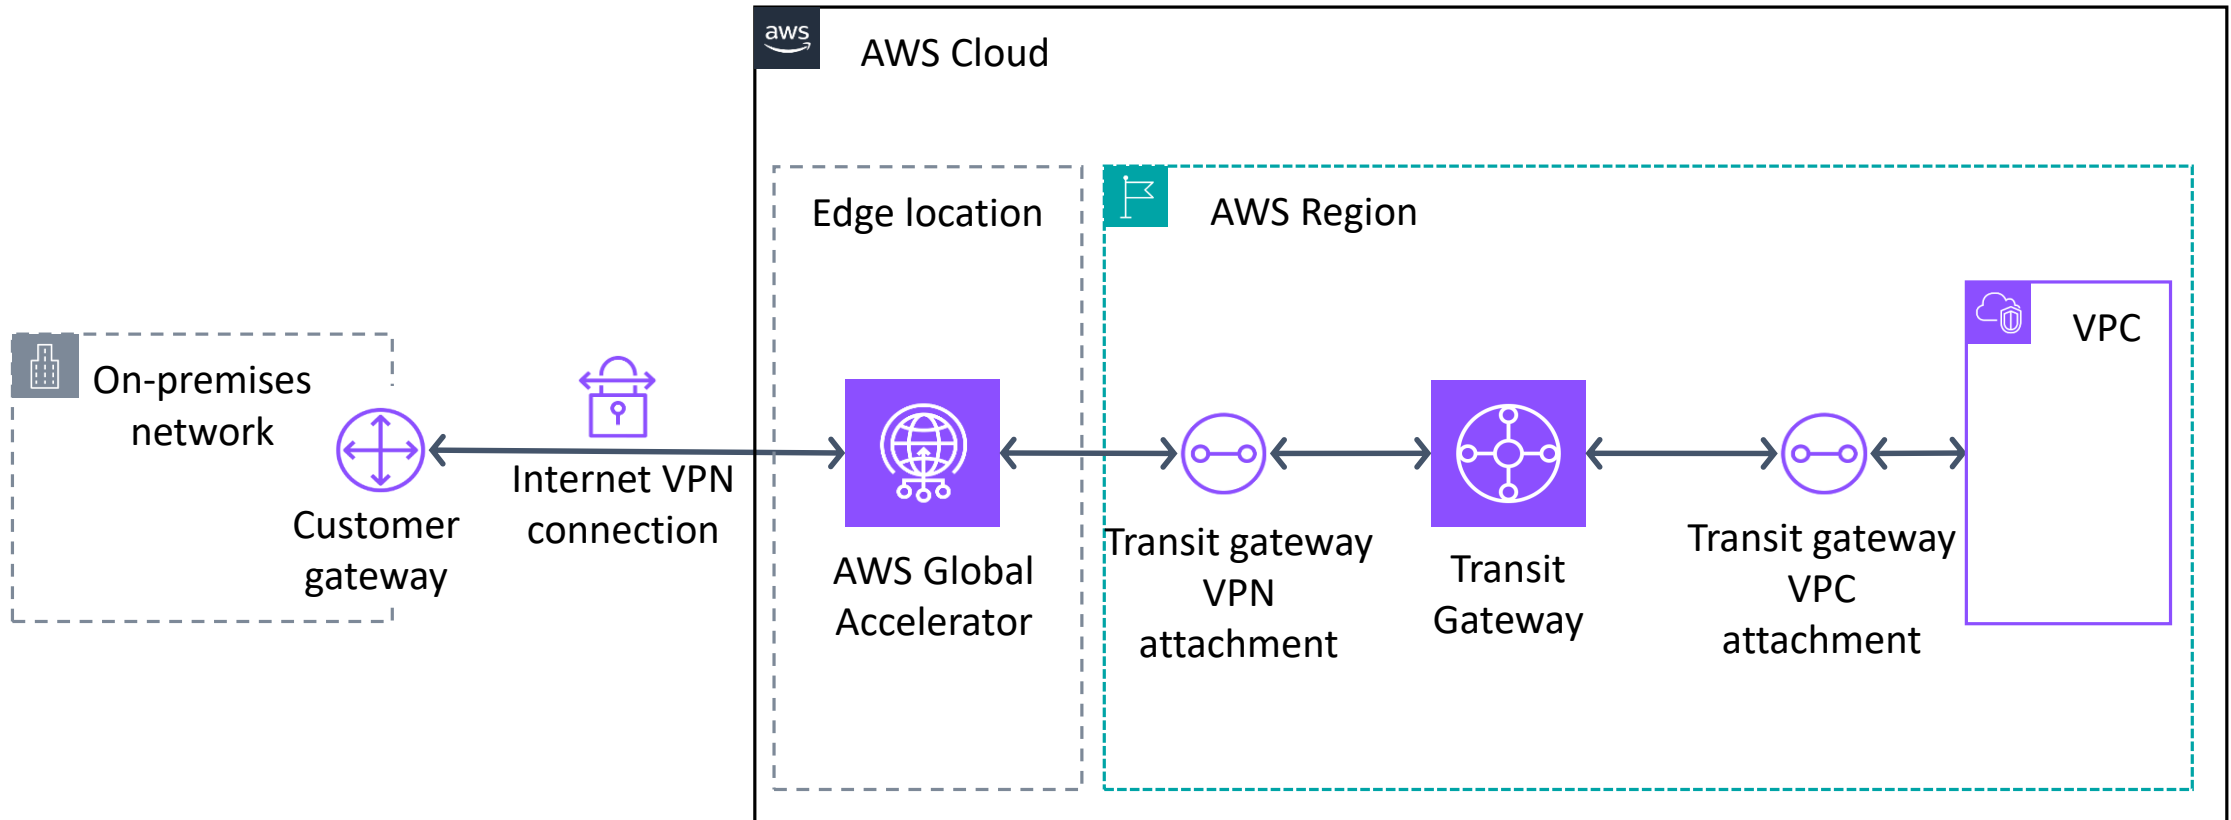 aws
AWS Cloud
Edge location
AWS Region
VPC
On-premises
network
Customer
gateway
Internet VPN
connection
AWS Global
Accelerator
Transit gateway
VPN
attachment
Transit
Gateway
Transit gateway
VPC
attachment